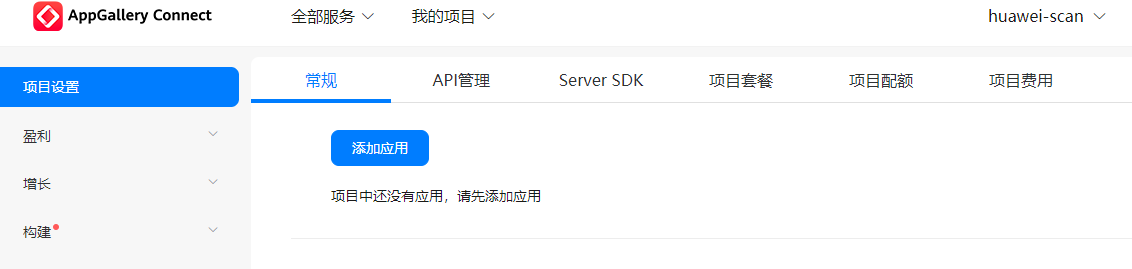 AppGallery Connect 全部服务 我的项目 huawei-scan
项目设置 常规 API管理 Server SDK 项目套餐 项目配额 项目费用
盈利 添加应用
增长 项目中还没有应用，请先添加应用
构建